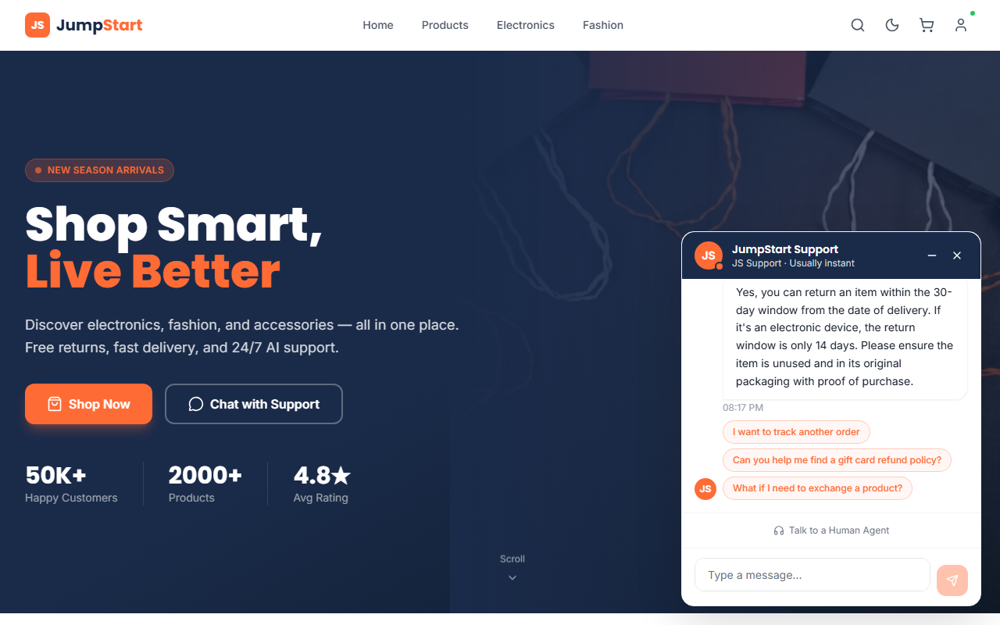 JS JumpStart
Home Products Electronics Fashion
NEW SEASON ARRIVALS
Shop Smart,
Live Better
Discover electronics, fashion, and accessories — all in one place.
Free returns, fast delivery, and 24/7 AI support.
Shop Now
Chat with Support
50K+
Happy Customers
2000+
Products
4.8★
Avg Rating
Scroll
JS
JumpStart Support
JS Support · Usually instant
Yes, you can return an item within the 30-
day window from the date of delivery. If
it's an electronic device, the return
window is only 14 days. Please ensure the
item is unused and in its original
packaging with proof of purchase.
08:17 PM
I want to track another order
Can you help me find a gift card refund policy?
JS
What if I need to exchange a product?
Talk to a Human Agent
Type a message...